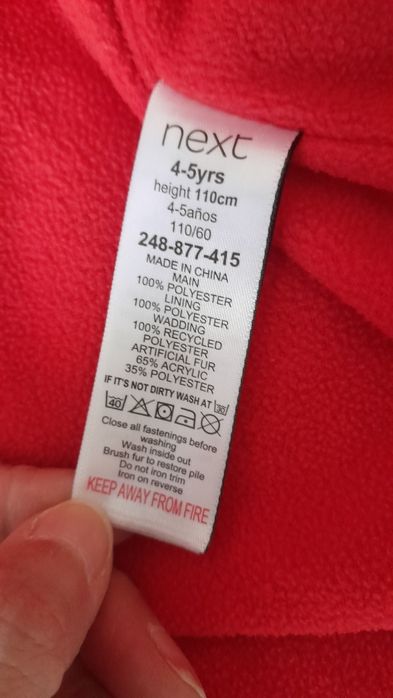 next
4-5yrs
height 110cm
4-5años
110/60
248-877-415
MADE IN CHINA
MAIN
100% POLYESTER
LINING
100% POLYESTER
WADDING
100% RECYCLED
POLYESTER
ARTIFICIAL FUR
65% ACRYLIC
35% POLYESTER
IF IT'S NOT DIRTY WASH AT 30
40
Close all fastenings before
washing
Wash inside out
Brush fur to restore pile
Do not iron trim
Iron on reverse
KEEP AWAY FROM FIRE